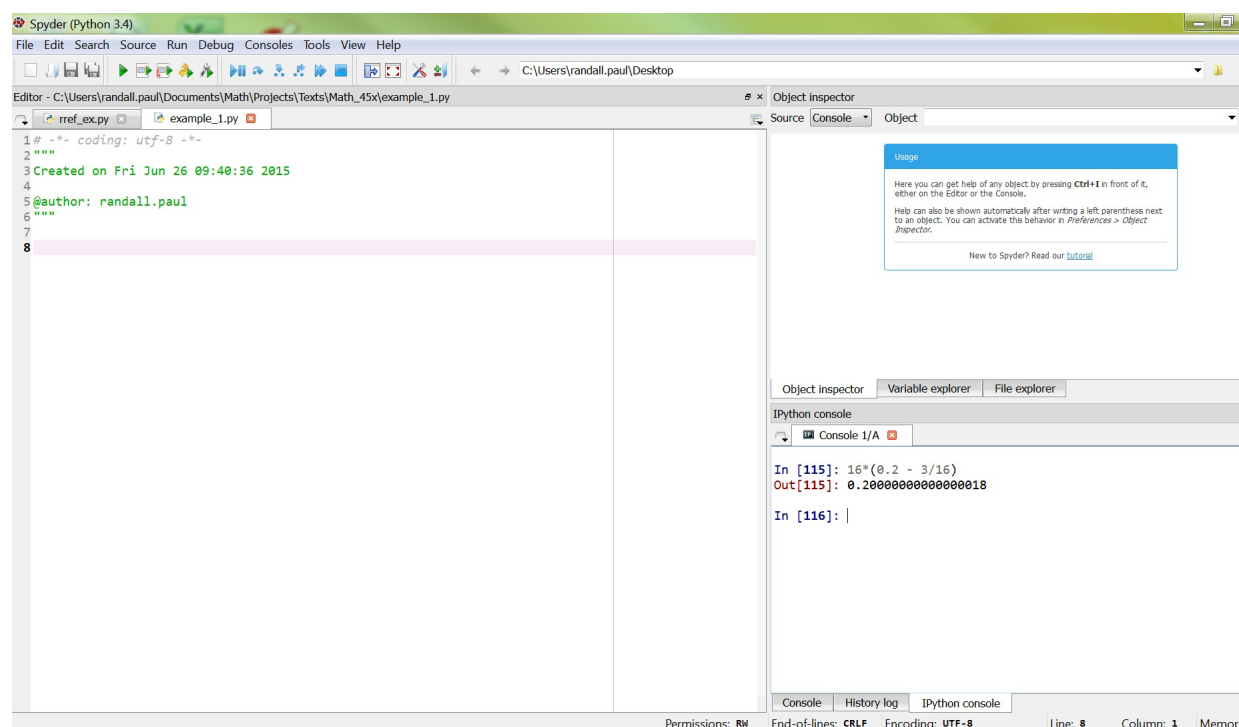 Spyder (Python 3.4)
File Edit Search Source Run Debug Consoles Tools View Help
C:\Users\randall.paul\Desktop
Editor - C:\Users\randall.paul\Documents\Math\Projects\Texts\Math_45x\example_1.py
rref_ex.py example_1.py
1 # -*- coding: utf-8 -*-
2 """
3 Created on Fri Jun 26 09:40:36 2015
4
5 @author: randall.paul
6 """
7
8
Object inspector
Source Console Object
Usage
Here you can get help of any object by pressing Ctrl+I in front of it,
either on the Editor or the Console.
Help can also be shown automatically after writing a left parenthesis next
to an object. You can activate this behavior in Preferences > Object
Inspector.
New to Spyder? Read our tutorial
Object inspector Variable explorer File explorer
IPython console
Console 1/A
In [115]: 16*(0.2 - 3/16)
Out[115]: 0.20000000000000018
In [116]:
Console History log IPython console
Permissions: RW End-of-lines: CRLF Encoding: UTF-8 Line: 8 Column: 1 Memor